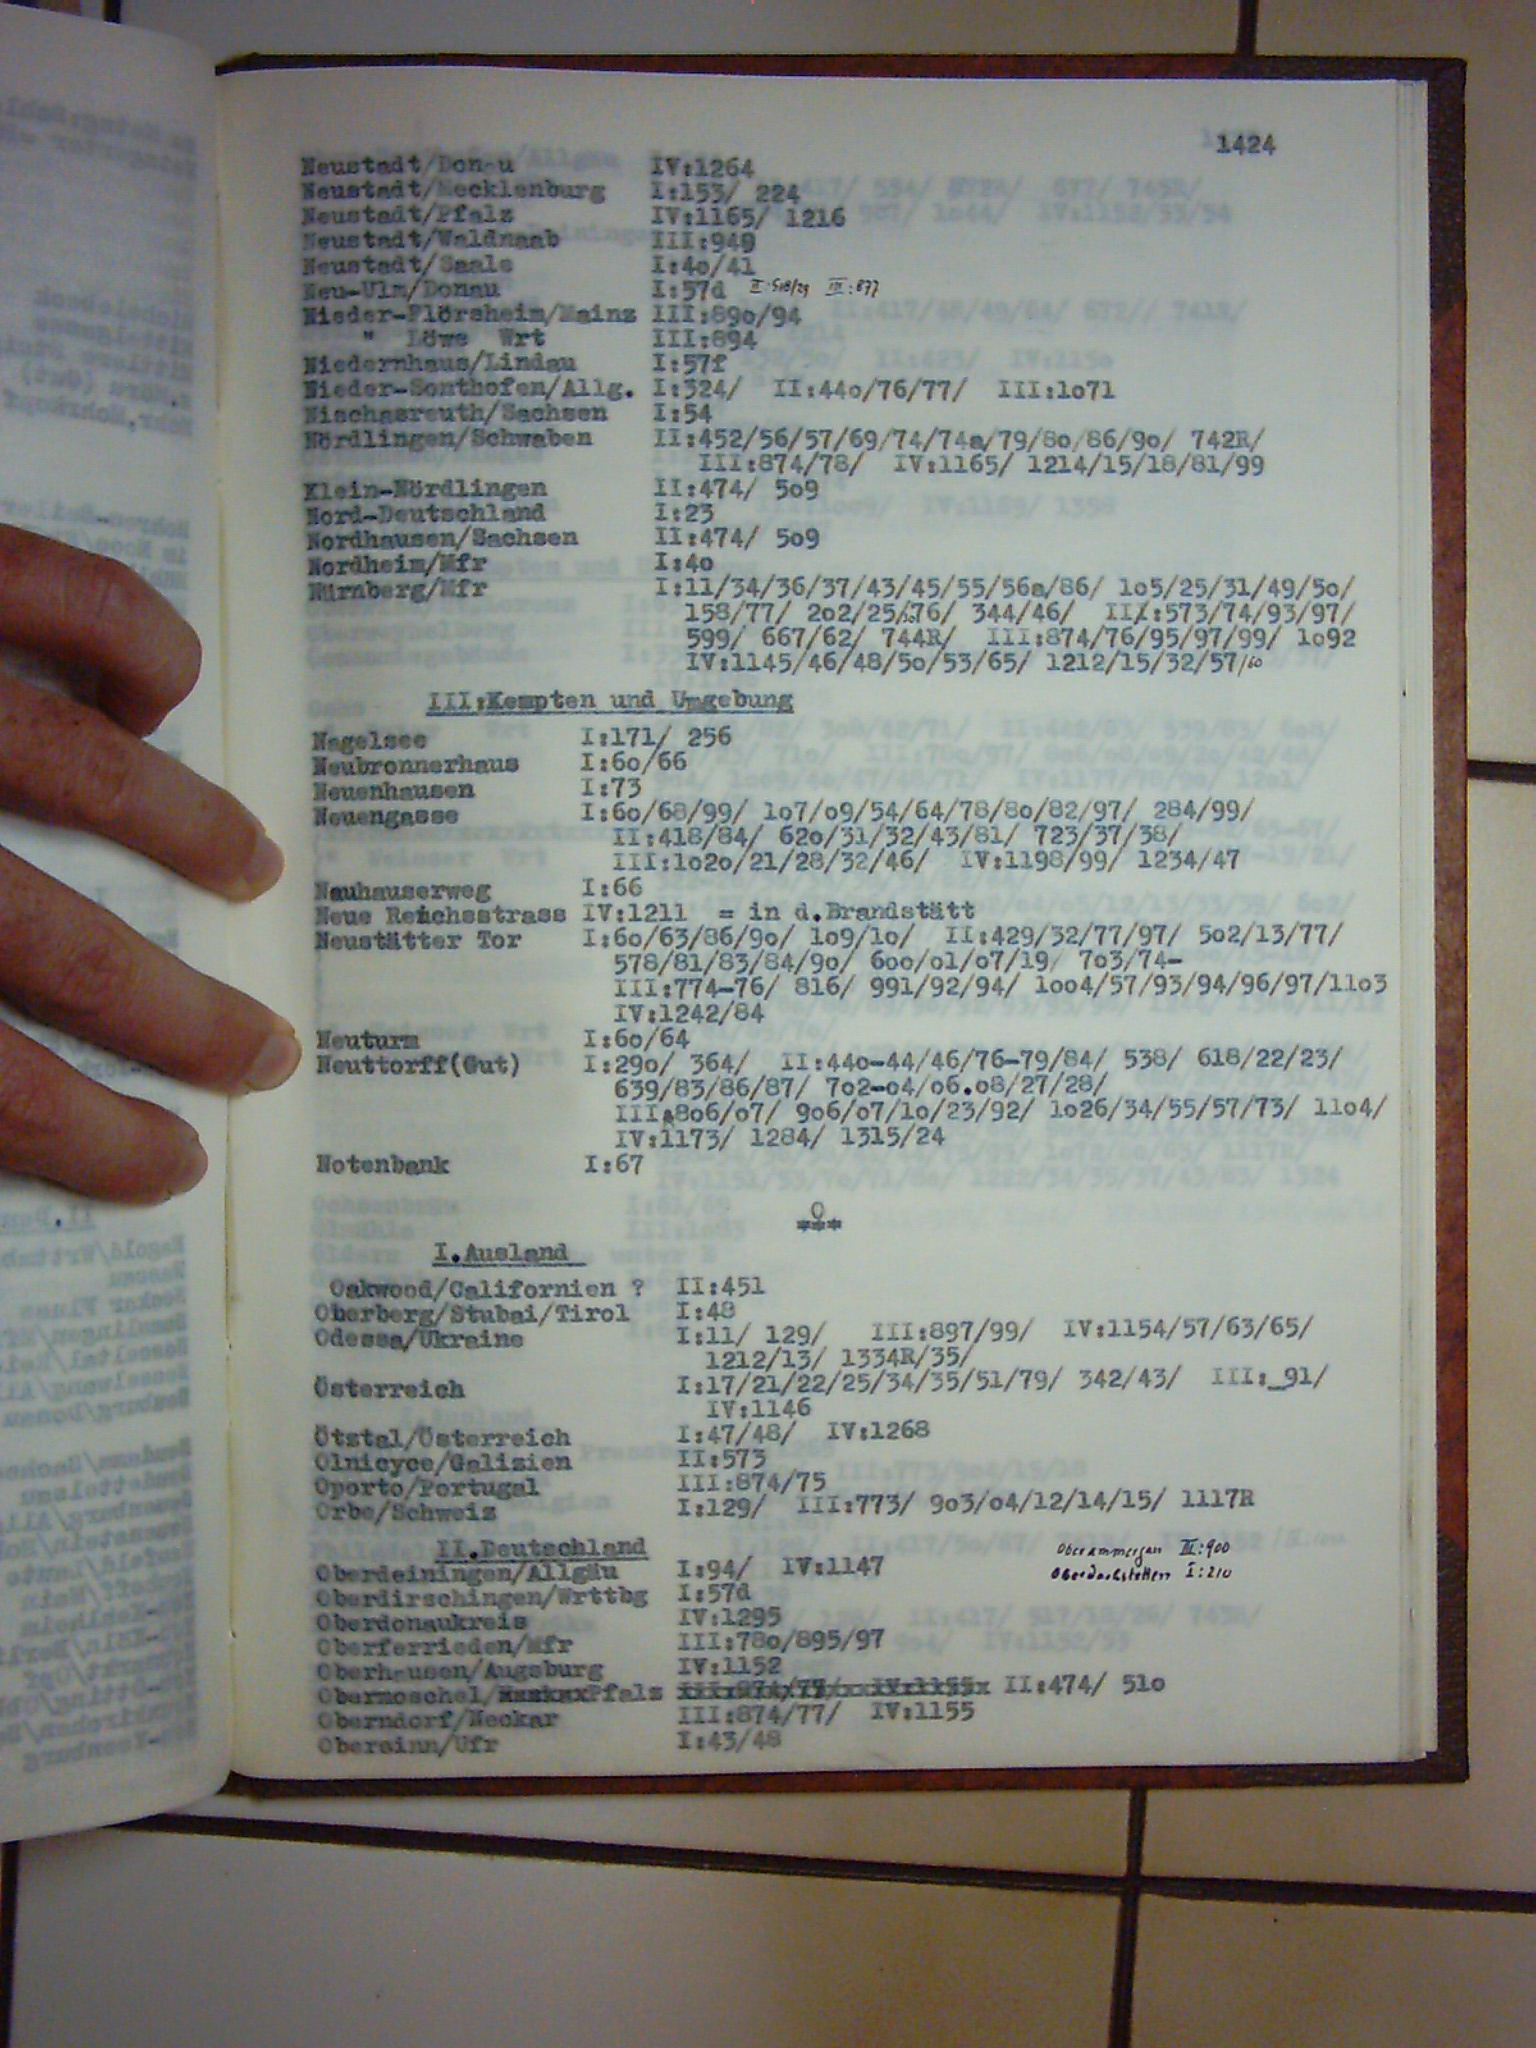 1424
Neustadt/Donau IV:1264
Neustadt/Mecklenburg I:153/ 224
Neustadt/Pfalz IV:1165/ 1216
Neustadt/Waldnaab III:949
Neustadt/Saale I:4o/41
Neu-Ulm/Donau I:57d II:508/29 III:877
Nieder-Flörsheim/Mainz III:89o/94
" Löwe Wrt III:894
Niedernhaus/Lindau I:57f
Nieder-Sonthofen/Allg. I:324/ II:44o/76/77/ III:1o71
Nischasreuth/Sachsen I:54
Nördlingen/Schwaben II:452/56/57/69/74/74a/79/8o/86/9o/ 742R/
III:874/78/ IV:1165/ 1214/15/18/81/99
Klein-Nördlingen II:474/ 5o9
Nord-Deutschland I:23
Nordhausen/Sachsen II:474/ 5o9
Nordheim/Mfr I:4o
Nürnberg/Mfr I:11/34/36/37/43/45/55/56a/86/ 1o5/25/31/49/5o/
158/77/ 2o2/25/76/ 344/46/ II:573/74/93/97/
599/ 667/62/ 744R/ III:874/76/95/97/99/ 1o92
IV:1145/46/48/5o/53/65/ 1212/15/32/57/60
III:Kempten und Umgebung
Nagelsee I:171/ 256
Neubronnerhaus I:6o/66
Neuenhausen I:73
Neuengasse I:6o/68/99/ 1o7/o9/54/64/78/8o/82/97/ 284/99/
II:418/84/ 62o/31/32/43/81/ 723/37/38/
III:1o2o/21/28/32/46/ IV:1198/99/ 1234/47
Nauhauserweg I:66
Neue Reichsstrass IV:1211 = in d.Brandstätt
Neustätter Tor I:6o/63/86/9o/ 1o9/1o/ II:429/32/77/97/ 5o2/13/77/
578/81/83/84/9o/ 6oo/o1/o7/19/ 7o3/74-
III:774-76/ 816/ 991/92/94/ 1oo4/57/93/94/96/97/11o3
IV:1242/84
Neuturm I:6o/64
Neuttorff(Gut) I:29o/ 364/ II:44o-44/46/76-79/84/ 538/ 618/22/23/
639/83/86/87/ 7o2-o4/o6.o8/27/28/
III:8o6/o7/ 9o6/o7/1o/23/92/ 1o26/34/55/57/73/ 11o4/
IV:1173/ 1284/ 1315/24
Notenbank I:67
O
***
I.Ausland
Oakwood/Californien ? II:451
Oberberg/Stubai/Tirol I:48
Odessa/Ukraine I:11/ 129/ III:897/99/ IV:1154/57/63/65/
1212/13/ 1334R/35/
Österreich I:17/21/22/25/34/35/51/79/ 342/43/ III:_91/
IV:1146
Ötztal/Österreich I:47/48/ IV:1268
Olnicyce/Galizien II:573
Oporto/Portugal III:874/75
Orbe/Schweiz I:129/ III:773/ 9o3/o4/12/14/15/ 1117R
II.Deutschland
Oberammergau III:900
Oberdeiningen/Allgäu I:94/ IV:1147
Oberdachstetten I:210
Oberdirschingen/Wrttbg I:57d
Oberdonaukreis IV:1295
Oberferrieden/Mfr III:78o/895/97
Oberhausen/Augsburg IV:1152
Obermoschel/Pfalz II:474/ 51o
Oberndorf/Neckar III:874/77/ IV:1155
Obersinn/Ufr I:43/48